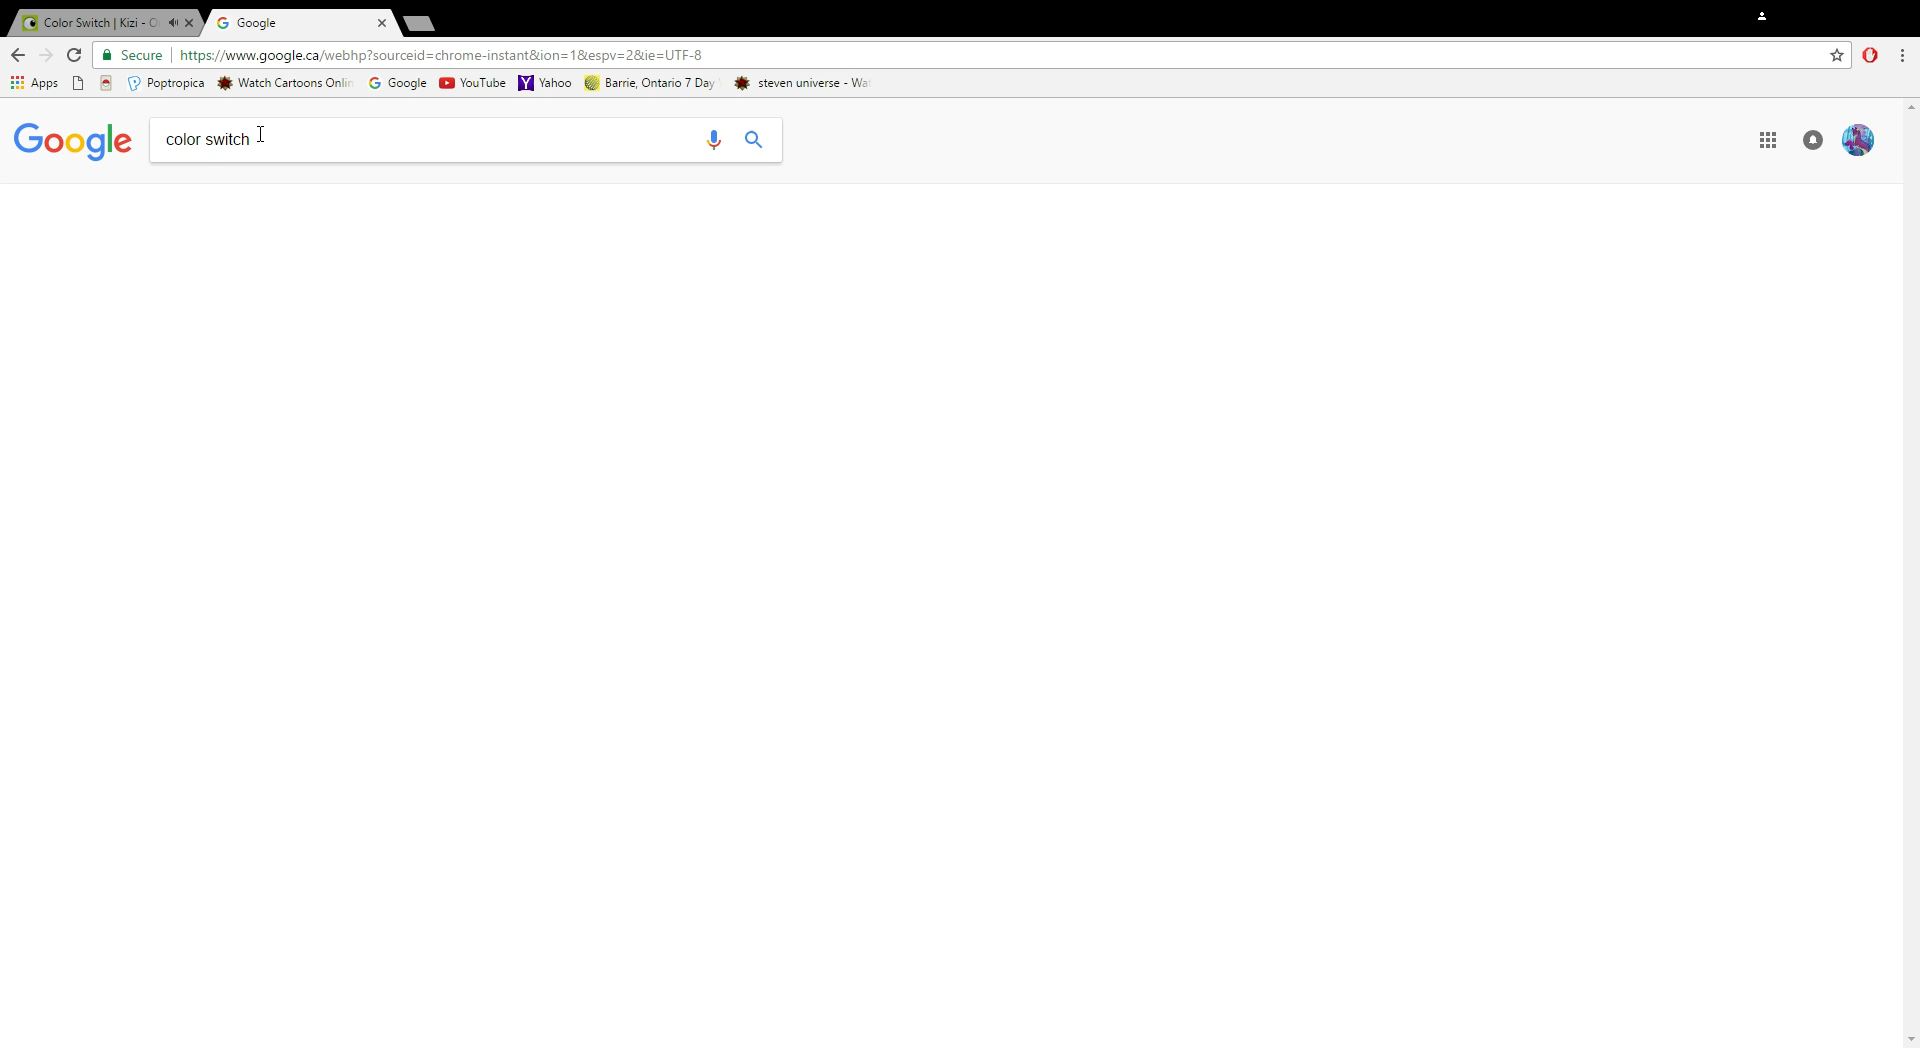 Color Switch | Kizi - O
Google
Secure https://www.google.ca/webhp?sourceid=chrome-instant&ion=1&espv=2&ie=UTF-8
Apps Poptropica Watch Cartoons Onlin Google YouTube Yahoo Barrie, Ontario 7 Day steven universe - Wat
Google color switch